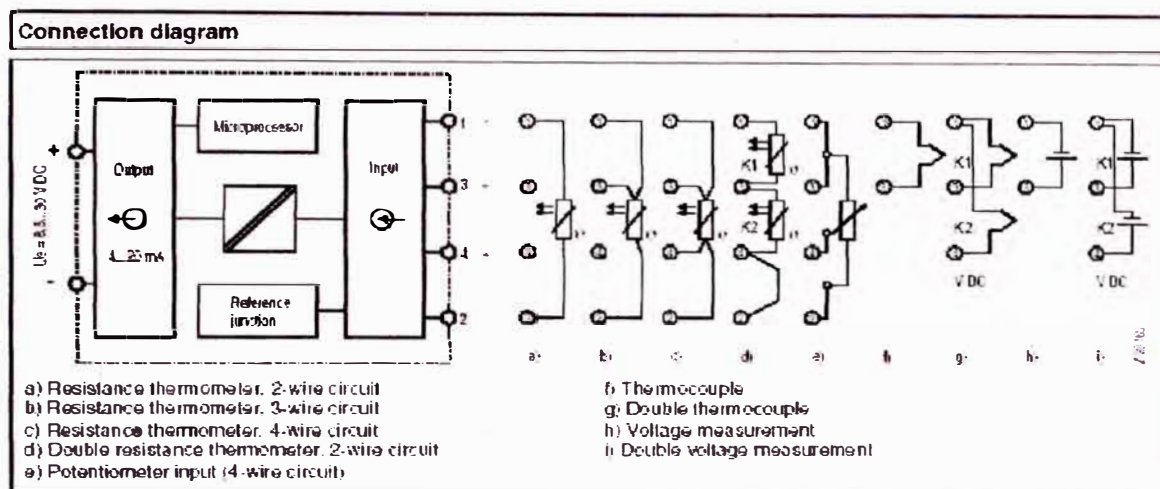 Connection diagram
Microprocessor
Output
Input
4...20 mA
Reference
junction
+
-
1
3
4
2
K1
K2
K1
K2
V DC
K1
K2
V DC
a)
b)
c)
d)
e)
f)
g)
h)
i)
a) Resistance thermometer, 2-wire circuit
b) Resistance thermometer, 3-wire circuit
c) Resistance thermometer, 4-wire circuit
d) Double resistance thermometer, 2-wire circuit
e) Potentiometer input (4-wire circuit)
f) Thermocouple
g) Double thermocouple
h) Voltage measurement
i) Double voltage measurement